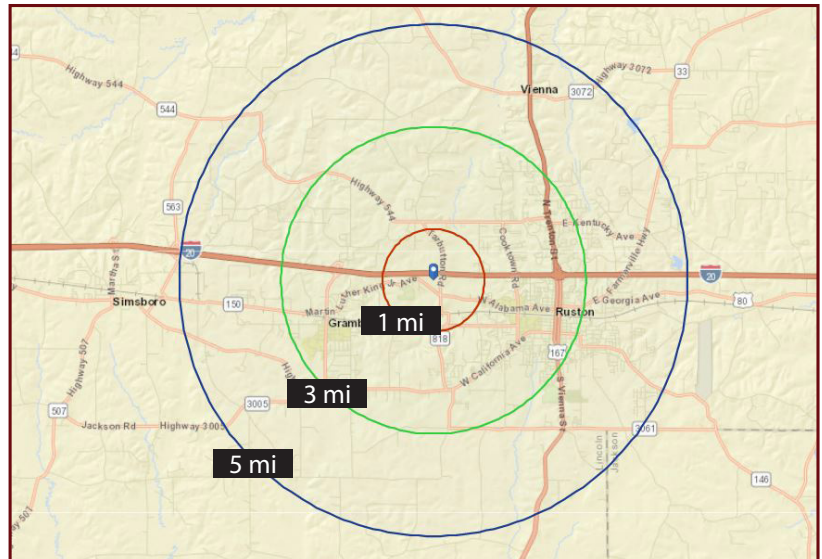 Vienna
Highway 3072
3072
33
Highway 544
544
563
Highway 544
Tarbutton Rd
Cooktown Rd
N Trenton St
E Kentucky Ave
Farmerville Hwy
20
20
Martha St
Simsboro
150
Martin Luther King Jr Ave
W Alabama Ave
E Georgia Ave
80
Ruston
Gramb
1 mi
818
W California Ave
167
3 mi
Highway 507
507
3005
Jackson Rd
Highway 3005
S Vienna St
3061
5 mi
Lincoln
Jackson
146